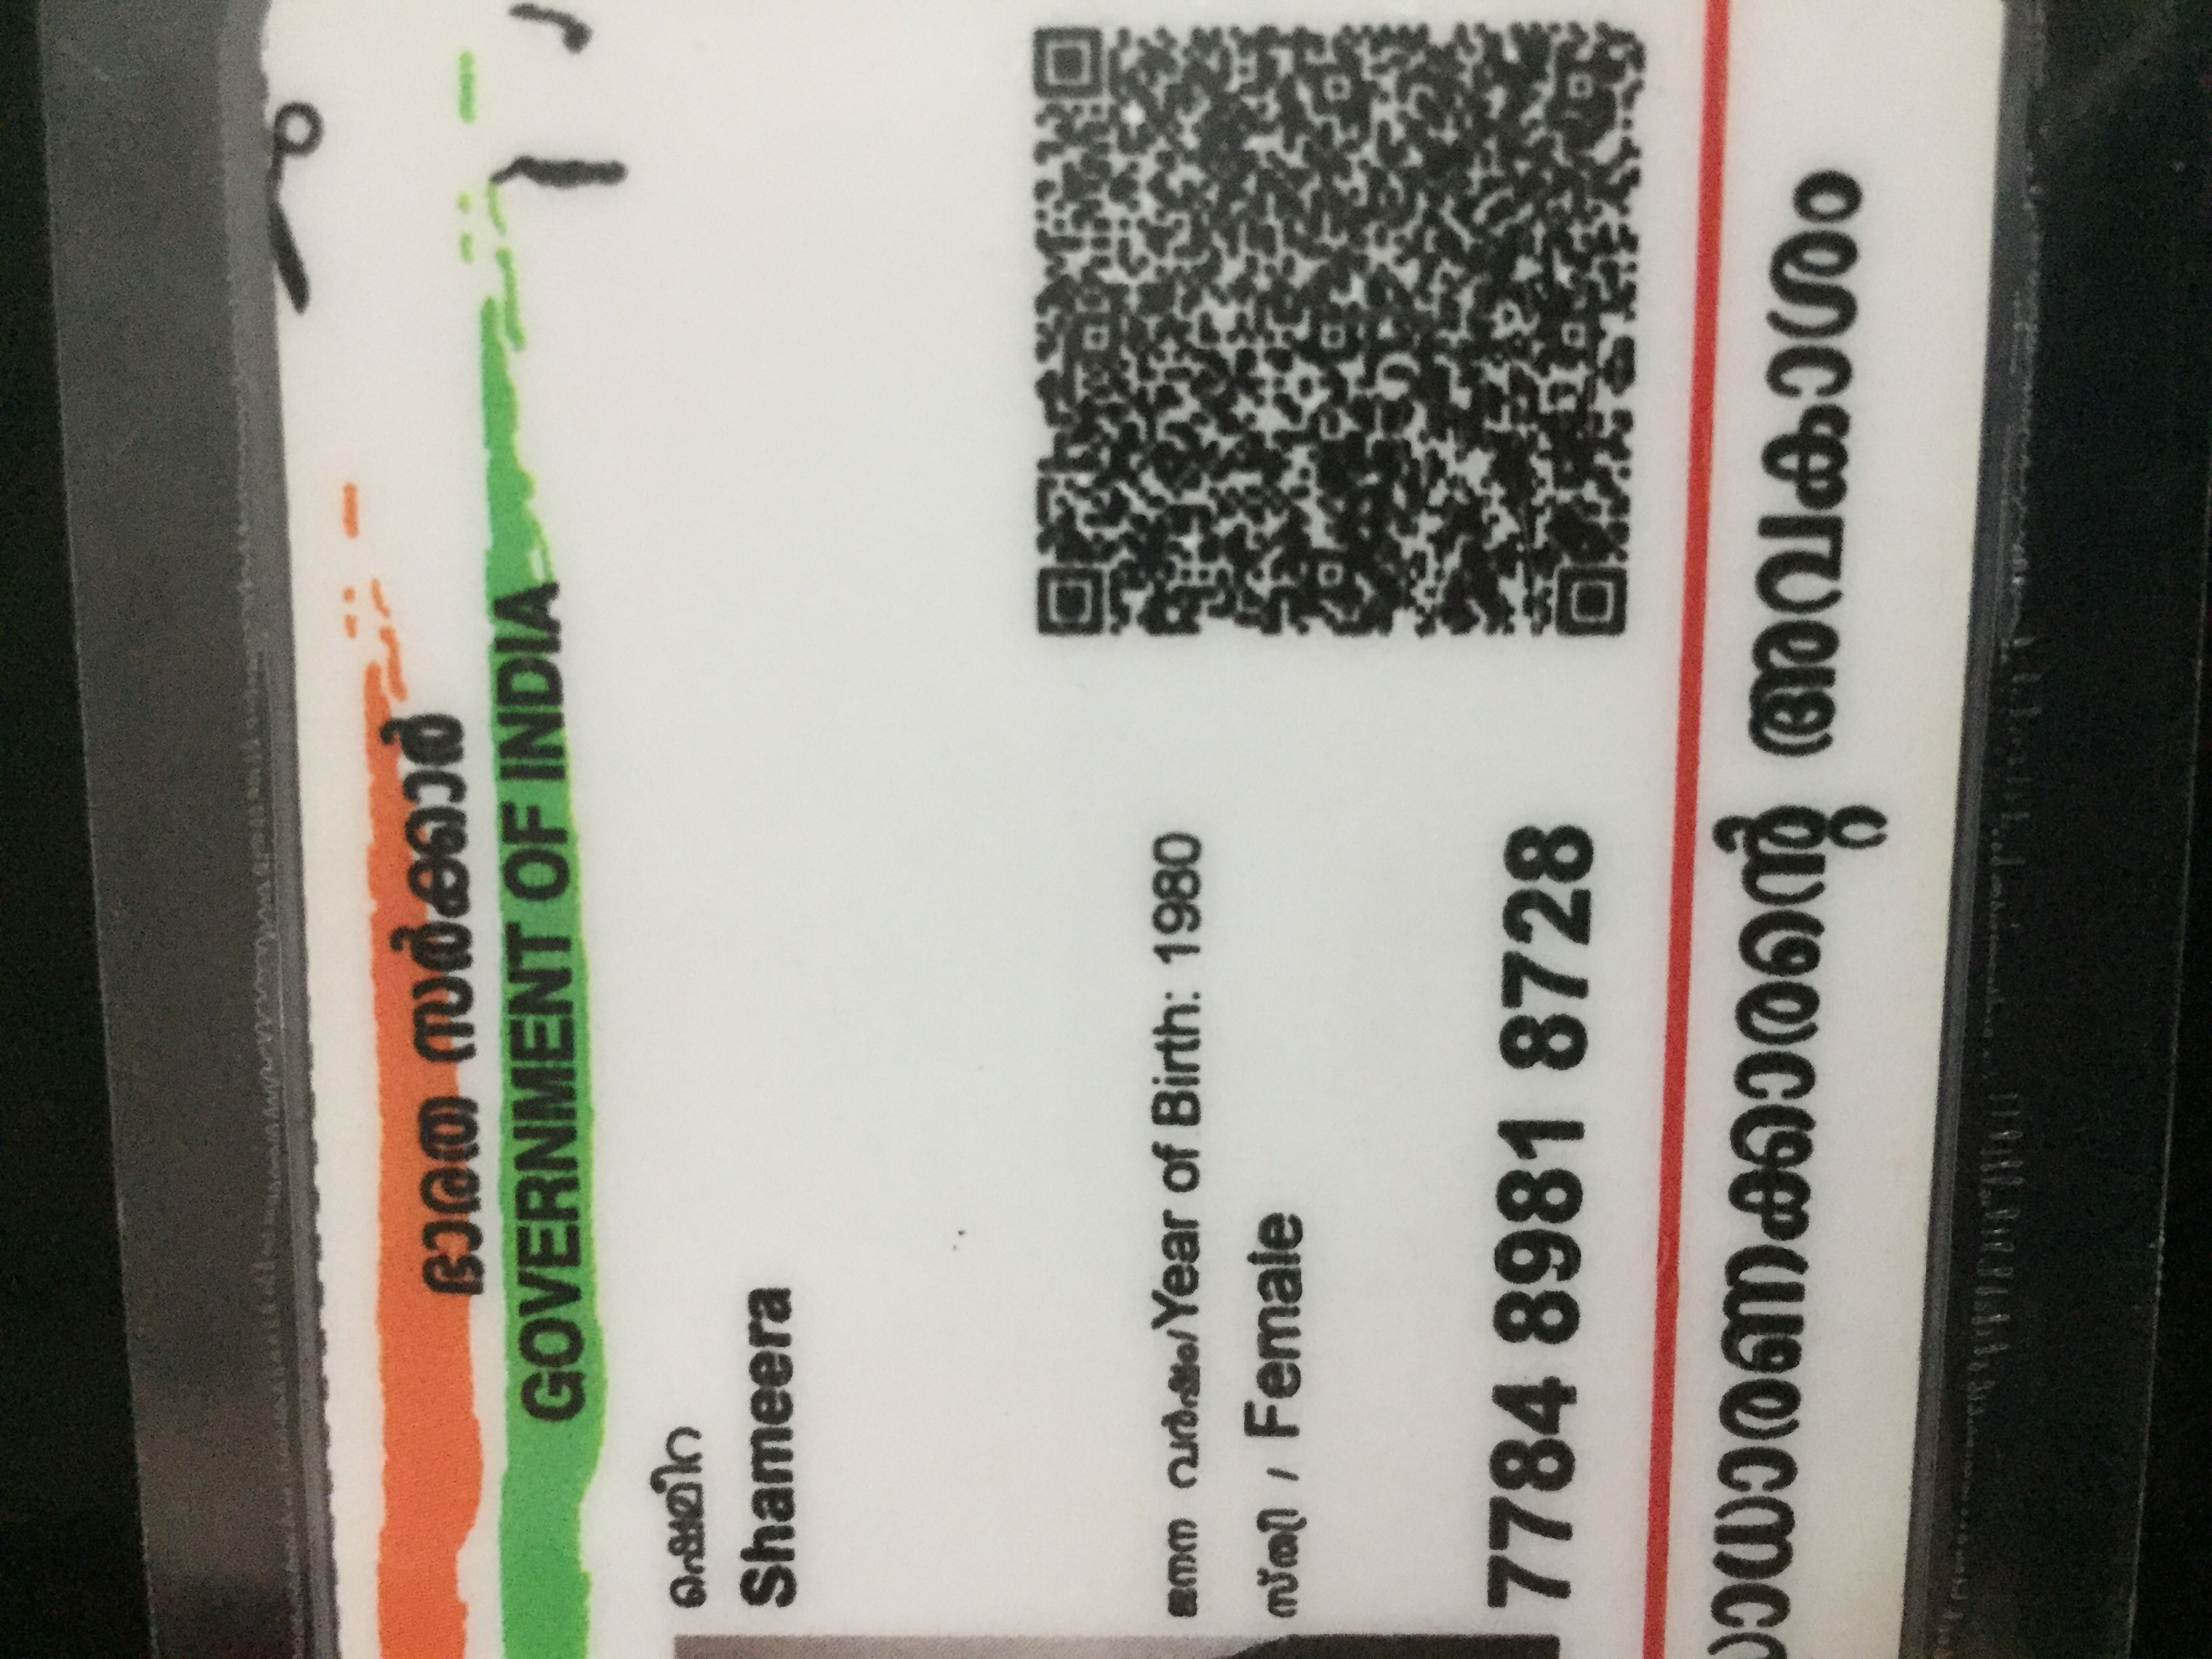 ഭാരത സർക്കാർ
GOVERNMENT OF INDIA
ഷെമീറ
Shameera
ജനന വർഷം/Year of Birth: 1980
സ്ത്രീ / Female
7784 8981 8728
സാധാരണക്കാരന്റെ അവകാശം